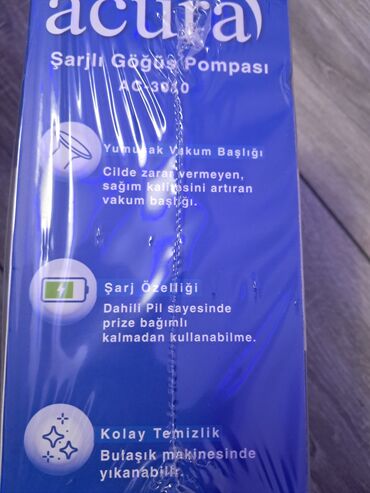 acura
Şarjlı Göğüs Pompası
Yumuşak Vakum Başlığı
Cilde zarar vermeyen,
sağım kalitesini artıran
vakum başlığı.
Şarj Özelliği
Dahili Pil sayesinde
prize bağımlı
kalmadan kullanabilme.
Kolay Temizlik
Bulaşık makinesinde
yıkanabilir.